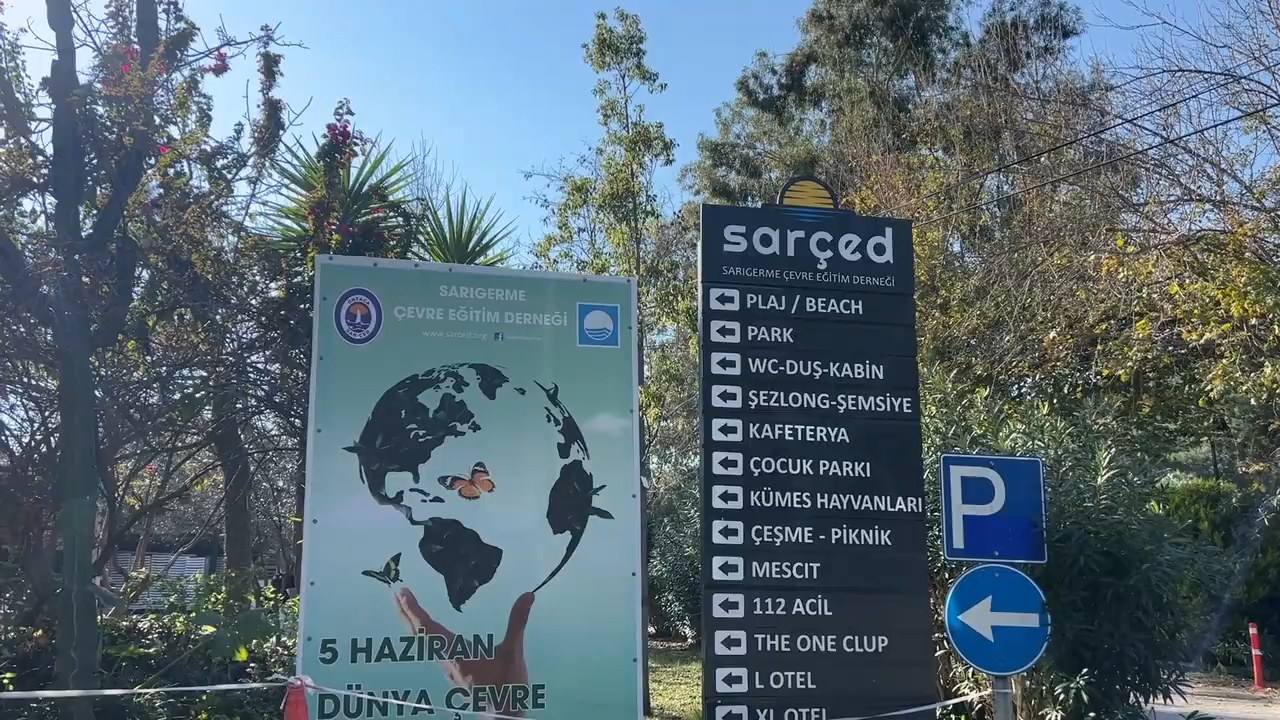 SARIGERME
ÇEVRE EĞİTİM DERNEĞİ
www.sarced.org
5 HAZİRAN
DÜNYA ÇEVRE
sarçed
SARIGERME ÇEVRE EĞİTİM DERNEĞİ
PLAJ / BEACH
PARK
WC-DUŞ-KABİN
ŞEZLONG-ŞEMSİYE
KAFETERYA
ÇOCUK PARKI
KÜMES HAYVANLARI
ÇEŞME - PİKNİK
MESCIT
112 ACİL
THE ONE CLUP
L OTEL
XL OTEL
P